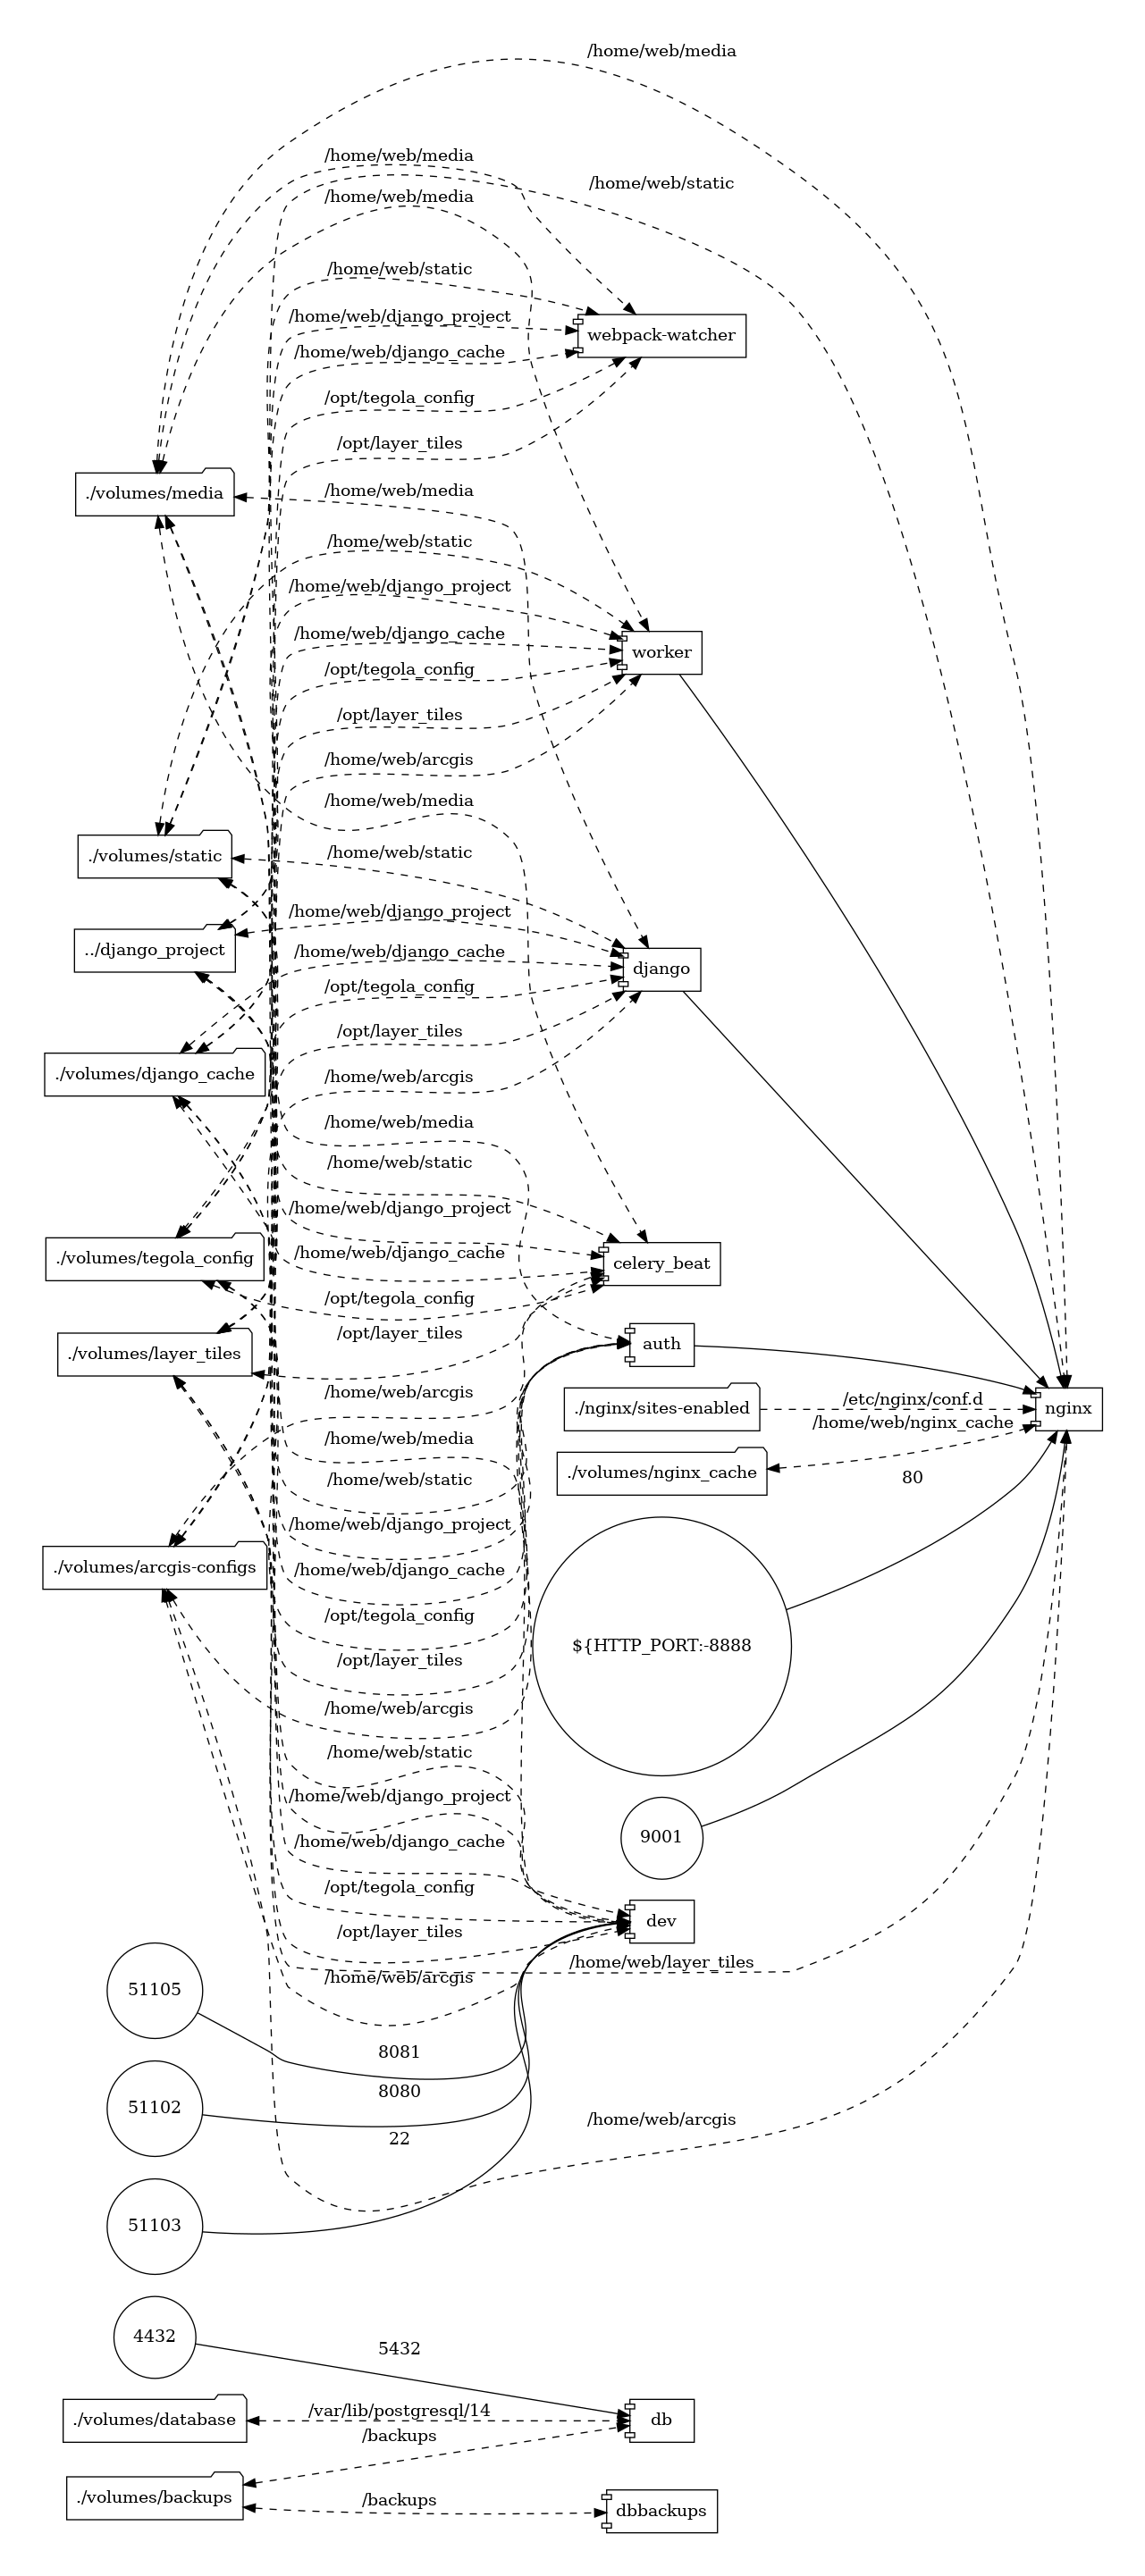 /home/web/media
/home/web/media
/home/web/static
/home/web/media
/home/web/static
/home/web/django_project
webpack-watcher
/home/web/django_cache
/opt/tegola_config
/opt/layer_tiles
./volumes/media
/home/web/media
/home/web/static
/home/web/django_project
/home/web/django_cache
worker
/opt/tegola_config
/opt/layer_tiles
/home/web/arcgis
/home/web/media
/home/web/static
./volumes/static
/home/web/django_project
../django_project
/home/web/django_cache
django
/opt/tegola_config
/opt/layer_tiles
./volumes/django_cache
/home/web/arcgis
/home/web/media
/home/web/static
/home/web/django_project
/home/web/django_cache
./volumes/tegola_config
celery_beat
/opt/tegola_config
/opt/layer_tiles
auth
./volumes/layer_tiles
/home/web/arcgis
/etc/nginx/conf.d
./nginx/sites-enabled
nginx
/home/web/nginx_cache
/home/web/media
./volumes/nginx_cache
80
/home/web/static
/home/web/django_project
./volumes/arcgis-configs
/home/web/django_cache
/opt/tegola_config
${HTTP_PORT:-8888
/opt/layer_tiles
/home/web/arcgis
/home/web/static
/home/web/django_project
9001
/home/web/django_cache
/opt/tegola_config
dev
/opt/layer_tiles
/home/web/layer_tiles
/home/web/arcgis
51105
8081
8080
51102
22
/home/web/arcgis
51103
4432
5432
/var/lib/postgresql/14
./volumes/database
db
/backups
./volumes/backups
/backups
dbbackups